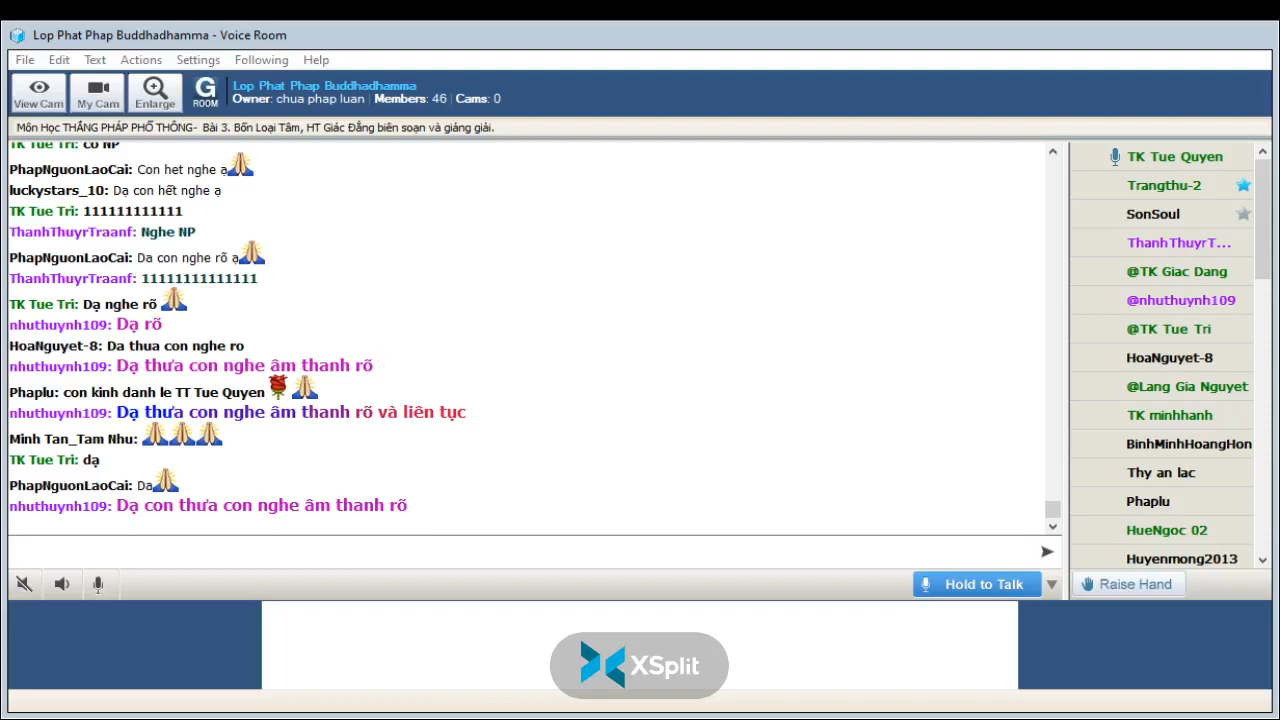 Lop Phat Phap Buddhadhamma - Voice Room
File Edit Text Actions Settings Following Help
View Cam My Cam Enlarge G ROOM
Lop Phat Phap Buddhadhamma
Owner: chua phap luan | Members: 46 | Cams: 0
Môn Học THẮNG PHÁP PHỔ THÔNG- Bài 3. Bốn Loại Tâm, HT Giác Đẳng biên soạn và giảng giải.
TK Tue Tri: co NP
PhapNguonLaoCai: Con het nghe ạ
luckystars_10: Dạ con hết nghe ạ
TK Tue Tri: 111111111111
ThanhThuyrTraanf: Nghe NP
PhapNguonLaoCai: Da con nghe rõ ạ
ThanhThuyrTraanf: 11111111111111
TK Tue Tri: Dạ nghe rõ
nhuthuynh109: Dạ rõ
HoaNguyet-8: Da thua con nghe ro
nhuthuynh109: Dạ thưa con nghe âm thanh rõ
Phaplu: con kinh danh le TT Tue Quyen
nhuthuynh109: Dạ thưa con nghe âm thanh rõ và liên tục
Minh Tan_Tam Nhu:
TK Tue Tri: dạ
PhapNguonLaoCai: Da
nhuthuynh109: Dạ con thưa con nghe âm thanh rõ
Hold to Talk
TK Tue Quyen
Trangthu-2
SonSoul
ThanhThuyrT...
@TK Giac Dang
@nhuthuynh109
@TK Tue Tri
HoaNguyet-8
@Lang Gia Nguyet
TK minhhanh
BinhMinhHoangHon
Thy an lac
Phaplu
HueNgoc 02
Huyenmong2013
Raise Hand
XSplit